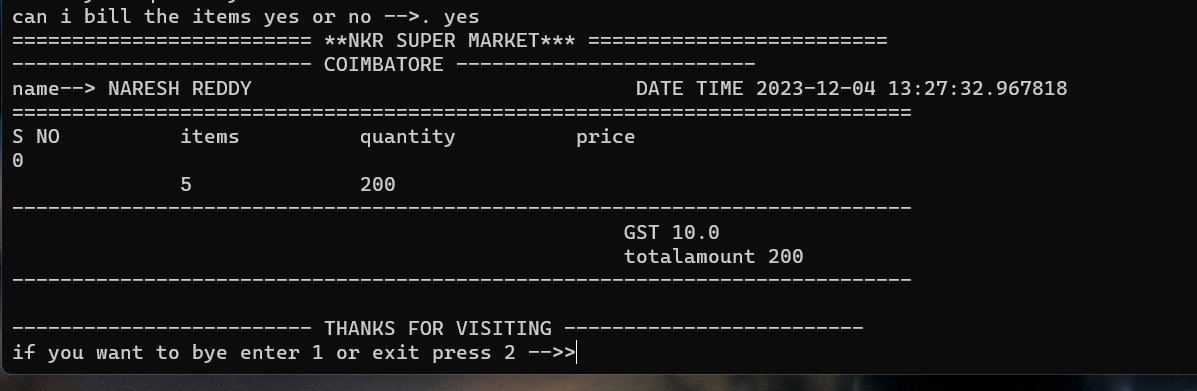 can i bill the items yes or no -->. yes
========================= **NKR SUPER MARKET*** =========================
------------------------- COIMBATORE -------------------------
name--> NARESH REDDY DATE TIME 2023-12-04 13:27:32.967818
===========================================================================
S NO items quantity price
0
5 200
---------------------------------------------------------------------------
GST 10.0
totalamount 200
---------------------------------------------------------------------------
------------------------- THANKS FOR VISITING -------------------------
if you want to bye enter 1 or exit press 2 -->>